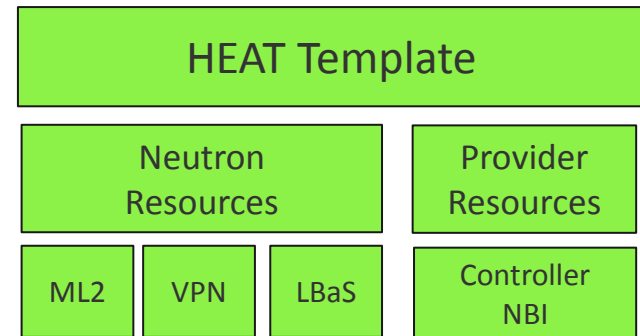 HEAT Template
Neutron
Resources
Provider
Resources
ML2
VPN
LBaS
Controller
NBI